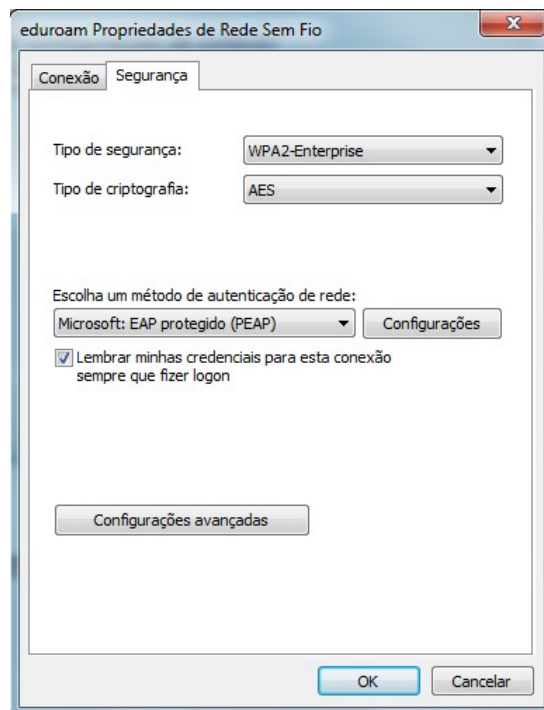 eduroam Propriedades de Rede Sem Fio
Conexão Segurança
Tipo de segurança: WPA2-Enterprise
Tipo de criptografia: AES
Escolha um método de autenticação de rede:
Microsoft: EAP protegido (PEAP) Configurações
Lembrar minhas credenciais para esta conexão
sempre que fizer logon
Configurações avançadas
OK Cancelar